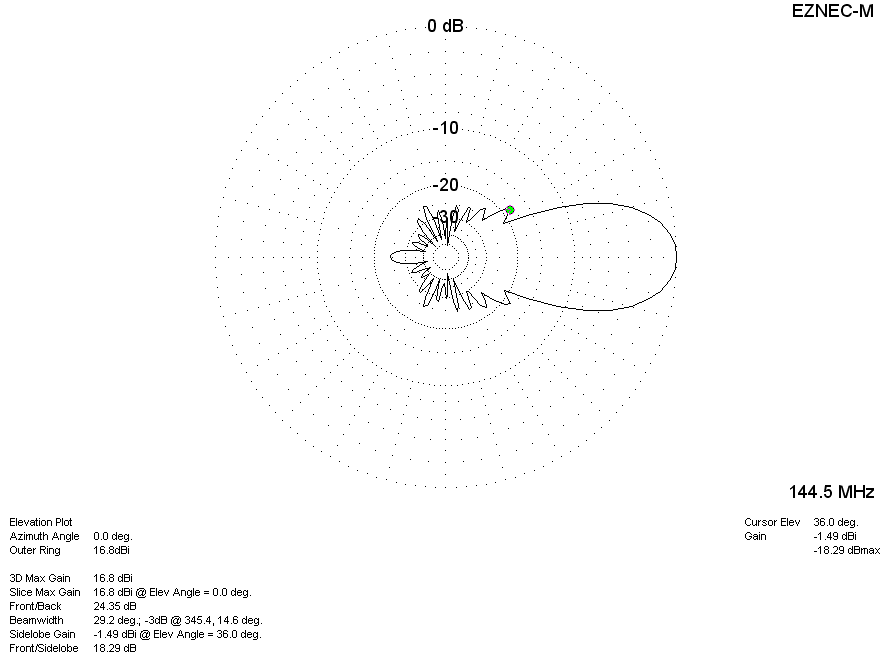 EZNEC-M
0 dB
-10
-20
-30
144.5 MHz
Elevation Plot
Azimuth Angle 0.0 deg.
Outer Ring 16.8dBi
Cursor Elev 36.0 deg.
Gain -1.49 dBi
-18.29 dBmax
3D Max Gain 16.8 dBi
Slice Max Gain 16.8 dBi @ Elev Angle = 0.0 deg.
Front/Back 24.35 dB
Beamwidth 29.2 deg.; -3dB @ 345.4, 14.6 deg.
Sidelobe Gain -1.49 dBi @ Elev Angle = 36.0 deg.
Front/Sidelobe 18.29 dB